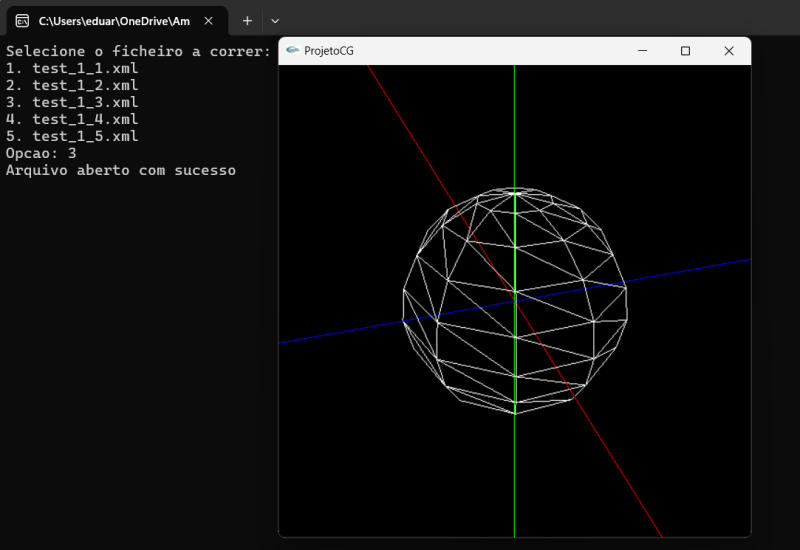 C:\Users\eduar\OneDrive\Am
Selecione o ficheiro a correr:
1. test_1_1.xml
2. test_1_2.xml
3. test_1_3.xml
4. test_1_4.xml
5. test_1_5.xml
Opcao: 3
Arquivo aberto com sucesso
ProjetoCG